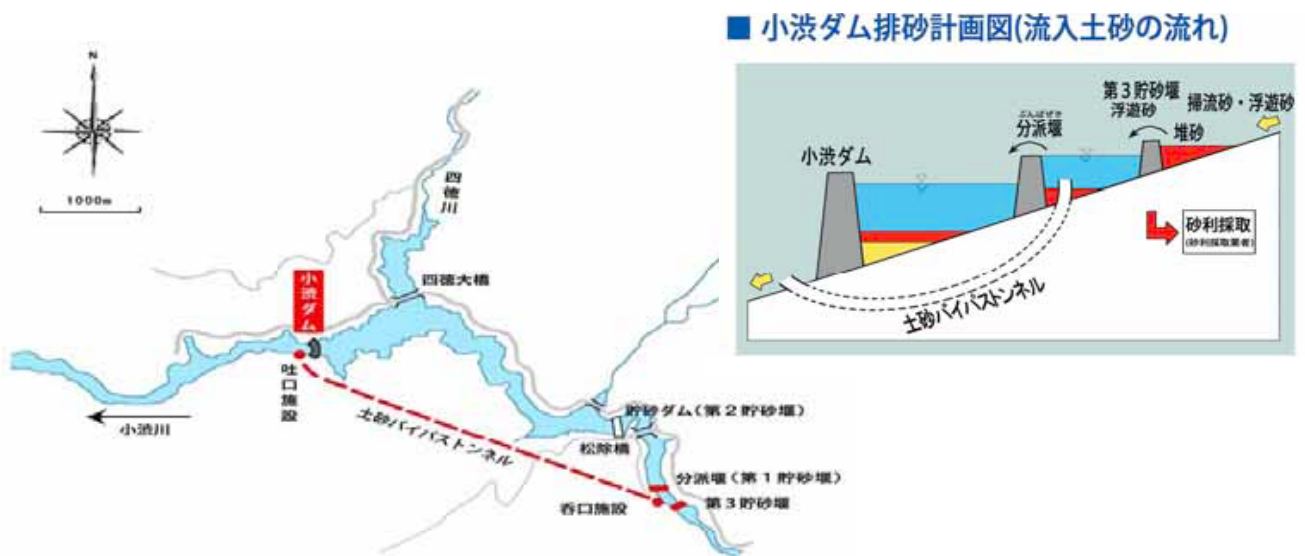 ■ 小渋ダム排砂計画図(流入土砂の流れ)
N
1000m
四徳川
四徳大橋
小渋ダム
吐口施設
小渋川
土砂バイパストンネル
貯砂ダム(第2貯砂堰)
松除橋
分派堰(第1貯砂堰)
呑口施設
第3貯砂堰
小渋ダム
ぶんぱぜき
分派堰
第3貯砂堰
浮遊砂
掃流砂・浮遊砂
堆砂
砂利採取
(砂利採取業者)
土砂バイパストンネル